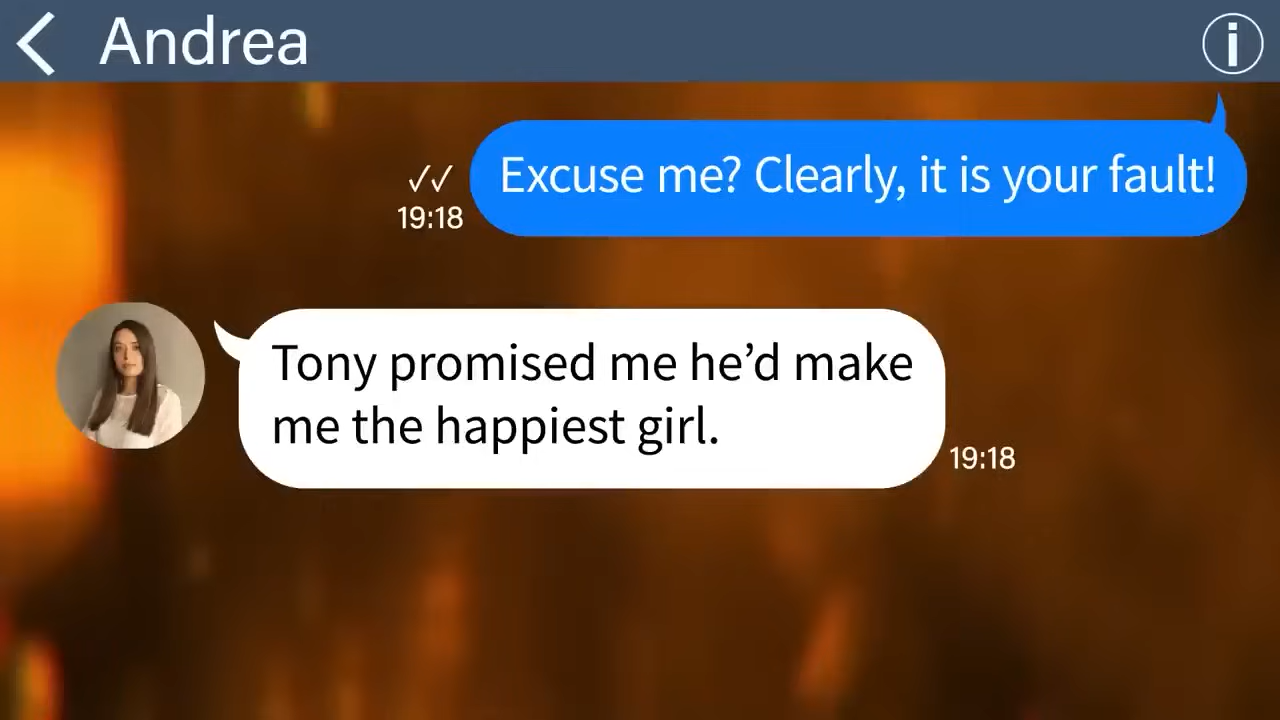 Andrea
Excuse me? Clearly, it is your fault!
19:18
Tony promised me he’d make
me the happiest girl.
19:18